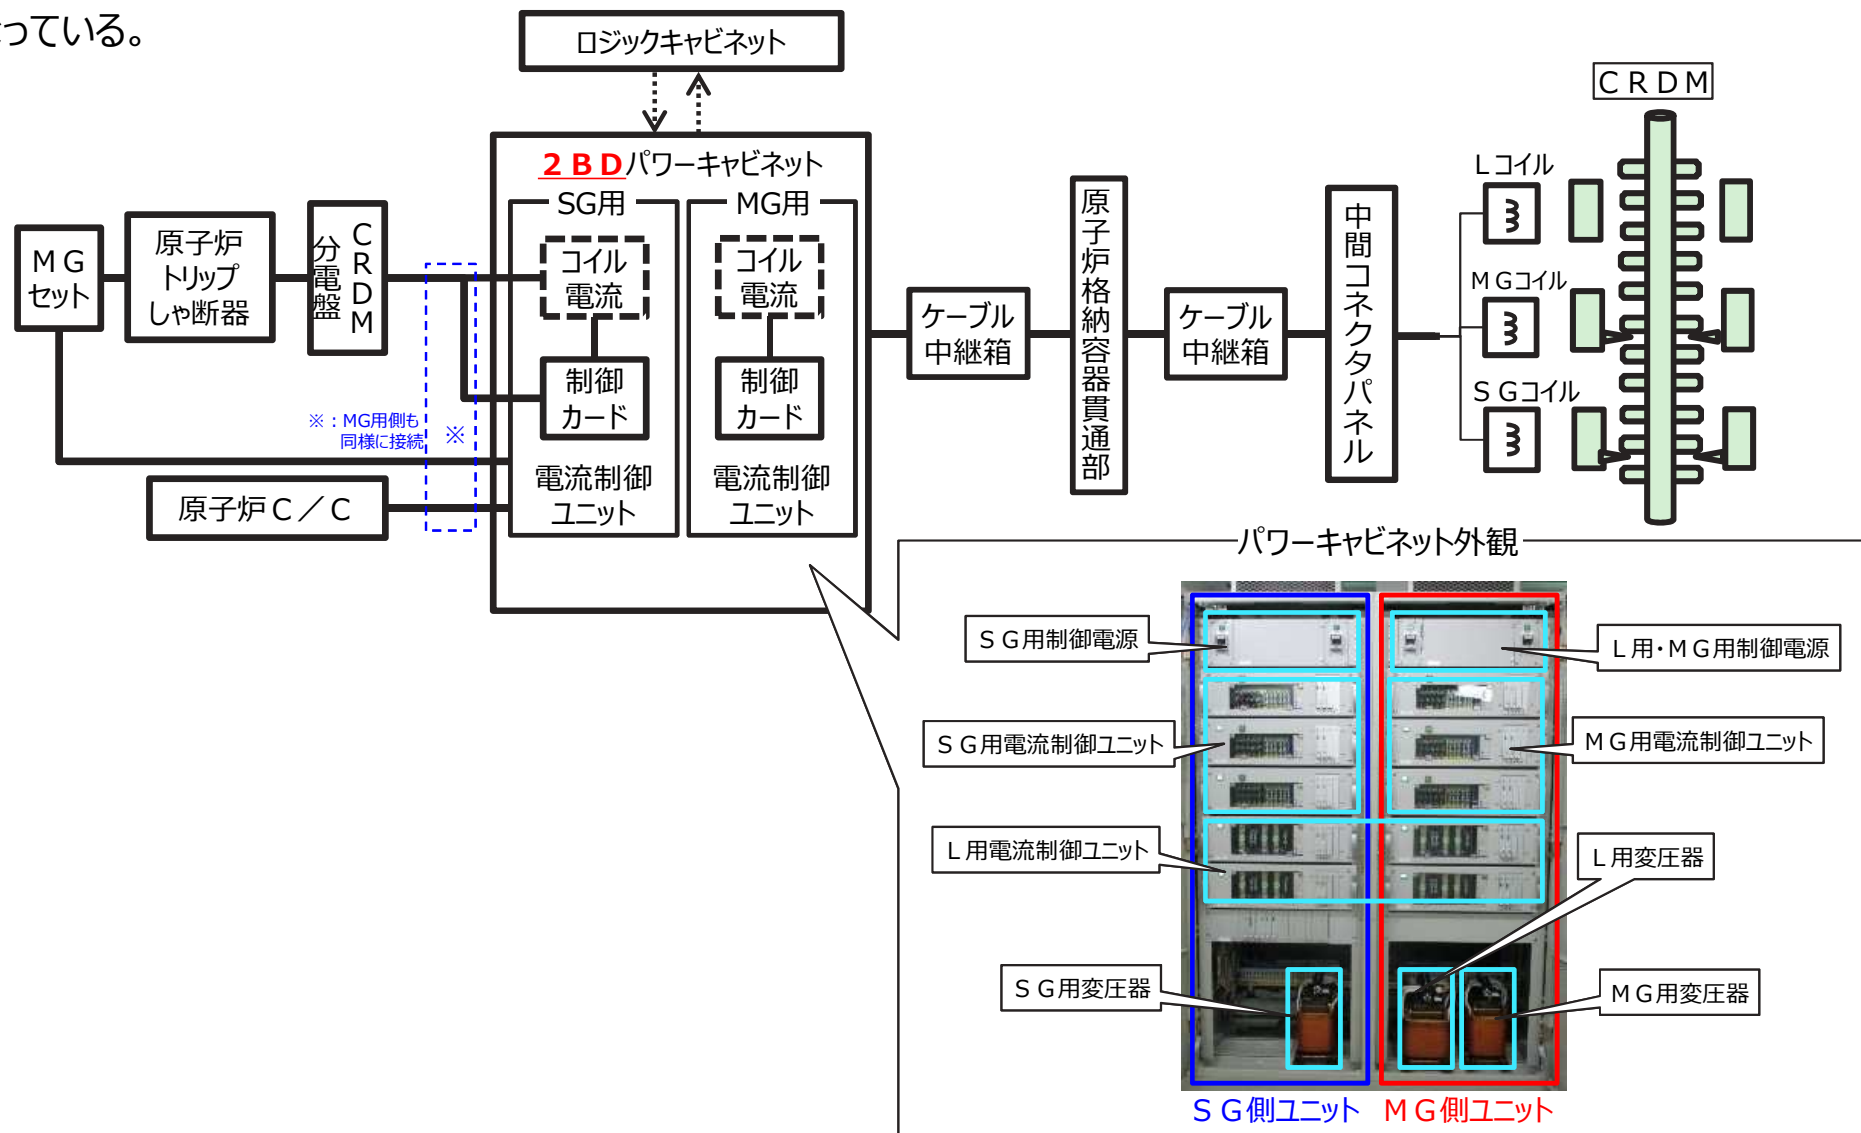 っている。
ロジックキャビネット
CRDM
2BDパワーキャビネット
SG用
MG用
コイル
電流
コイル
電流
制御
カード
制御
カード
電流制御
ユニット
電流制御
ユニット
MG
セット
原子炉
トリップ
しゃ断器
CRDM
分電盤
※：MG用側も
同様に接続
※
原子炉C／C
ケーブル
中継箱
原子炉格納容器貫通部
ケーブル
中継箱
中間コネクタパネル
Lコイル
MGコイル
SGコイル
パワーキャビネット外観
SG用制御電源
L用・MG用制御電源
SG用電流制御ユニット
MG用電流制御ユニット
L用電流制御ユニット
L用変圧器
SG用変圧器
MG用変圧器
SG側ユニット
MG側ユニット